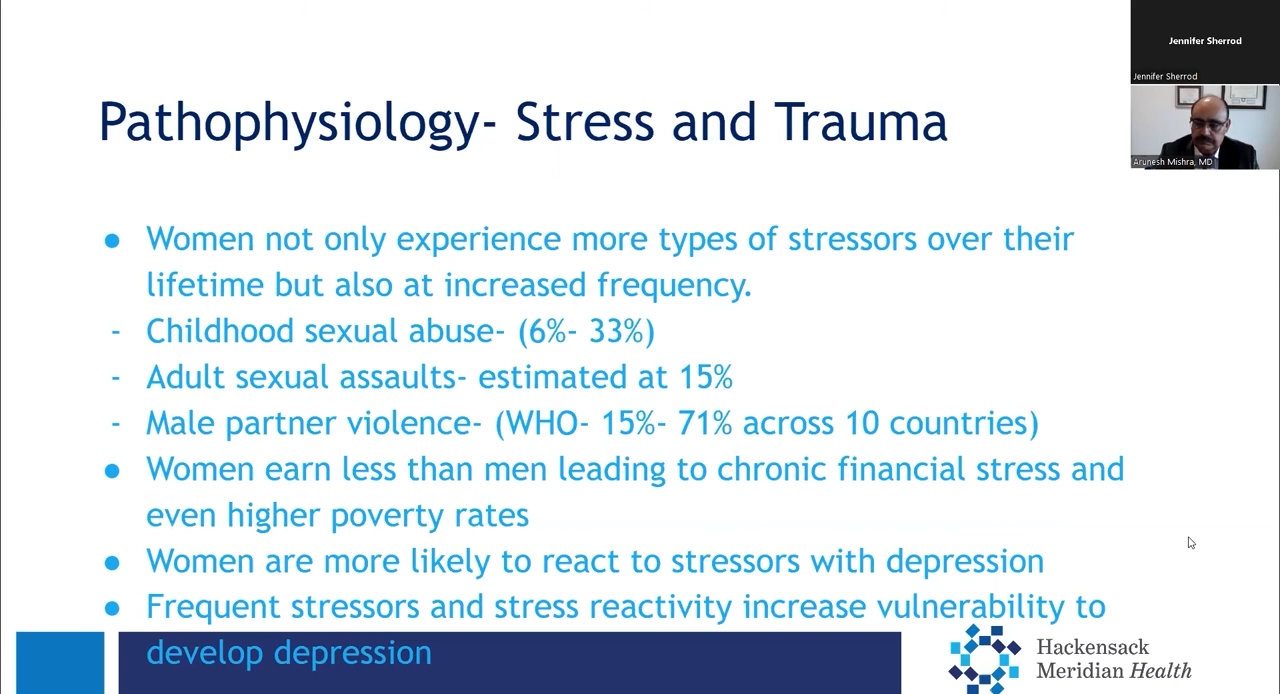 Jennifer Sherrod
Jennifer Sherrod
Arunesh Mishra, MD
Pathophysiology- Stress and Trauma
● Women not only experience more types of stressors over their
lifetime but also at increased frequency.
- Childhood sexual abuse- (6%- 33%)
- Adult sexual assaults- estimated at 15%
- Male partner violence- (WHO- 15%- 71% across 10 countries)
● Women earn less than men leading to chronic financial stress and
even higher poverty rates
● Women are more likely to react to stressors with depression
● Frequent stressors and stress reactivity increase vulnerability to
develop depression
Hackensack
Meridian Health